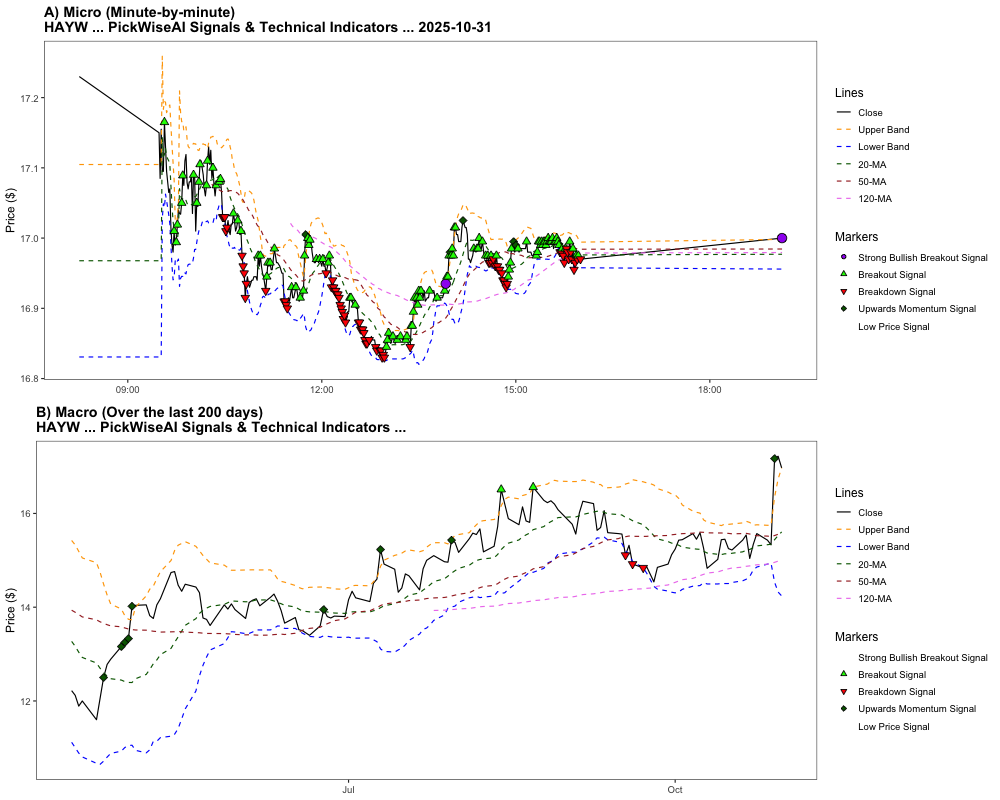 A) Micro (Minute-by-minute)
HAYW ... PickWiseAI Signals & Technical Indicators ... 2025-10-31
Price ($)
17.2
17.1
17.0
16.9
16.8
09:00
12:00
15:00
18:00
Lines
Close
Upper Band
Lower Band
20-MA
50-MA
120-MA
Markers
Strong Bullish Breakout Signal
Breakout Signal
Breakdown Signal
Upwards Momentum Signal
Low Price Signal
B) Macro (Over the last 200 days)
HAYW ... PickWiseAI Signals & Technical Indicators ...
Price ($)
16
14
12
Jul
Oct
Lines
Close
Upper Band
Lower Band
20-MA
50-MA
120-MA
Markers
Strong Bullish Breakout Signal
Breakout Signal
Breakdown Signal
Upwards Momentum Signal
Low Price Signal